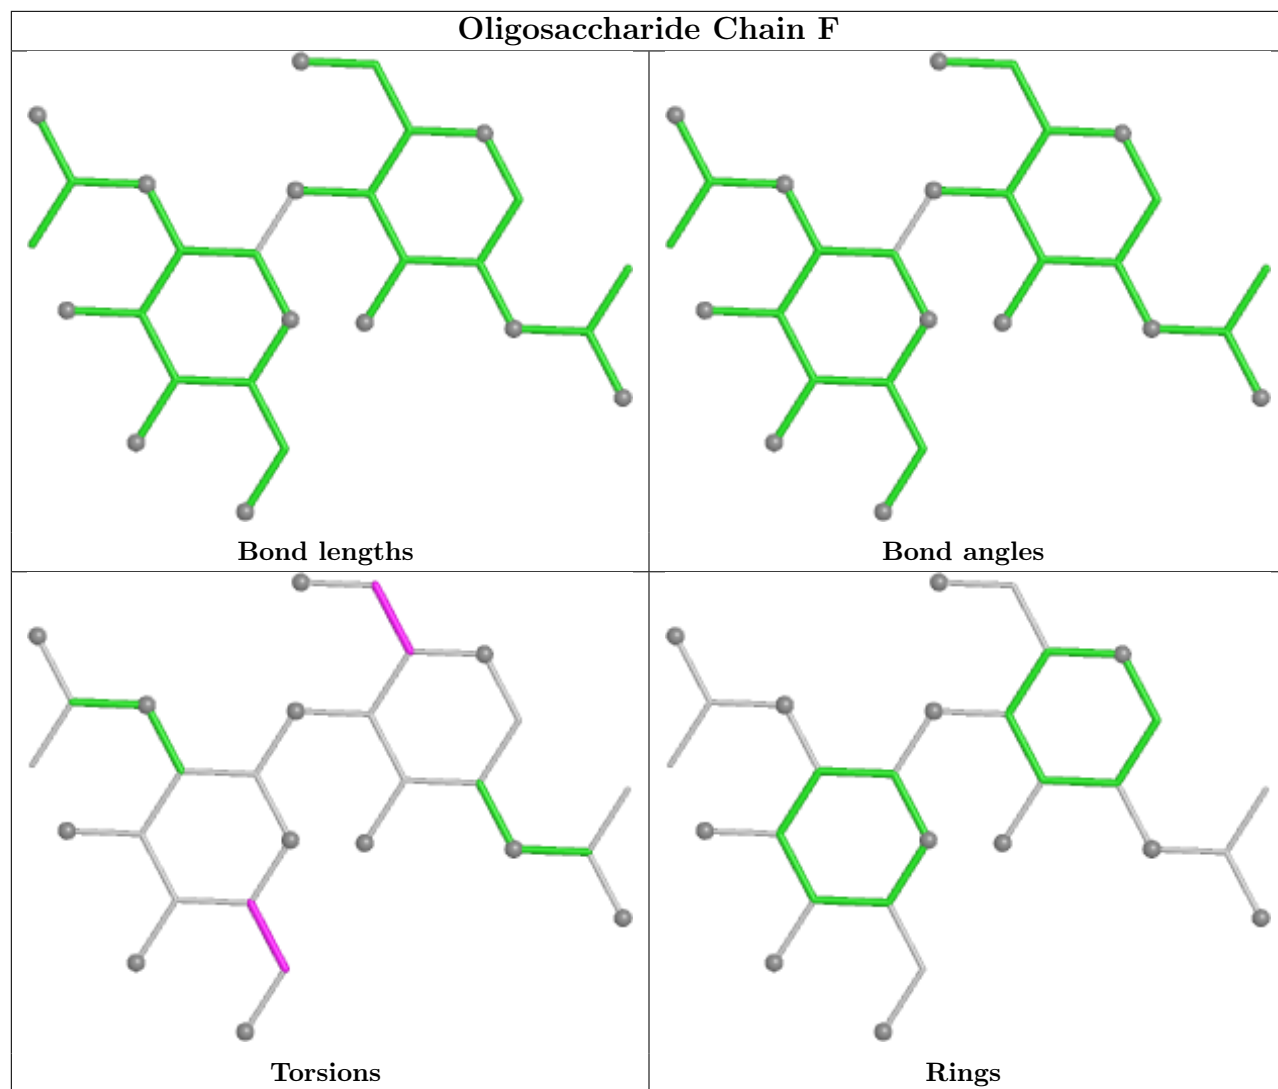 Oligosaccharide Chain F
Bond lengths
Bond angles
Torsions
Rings